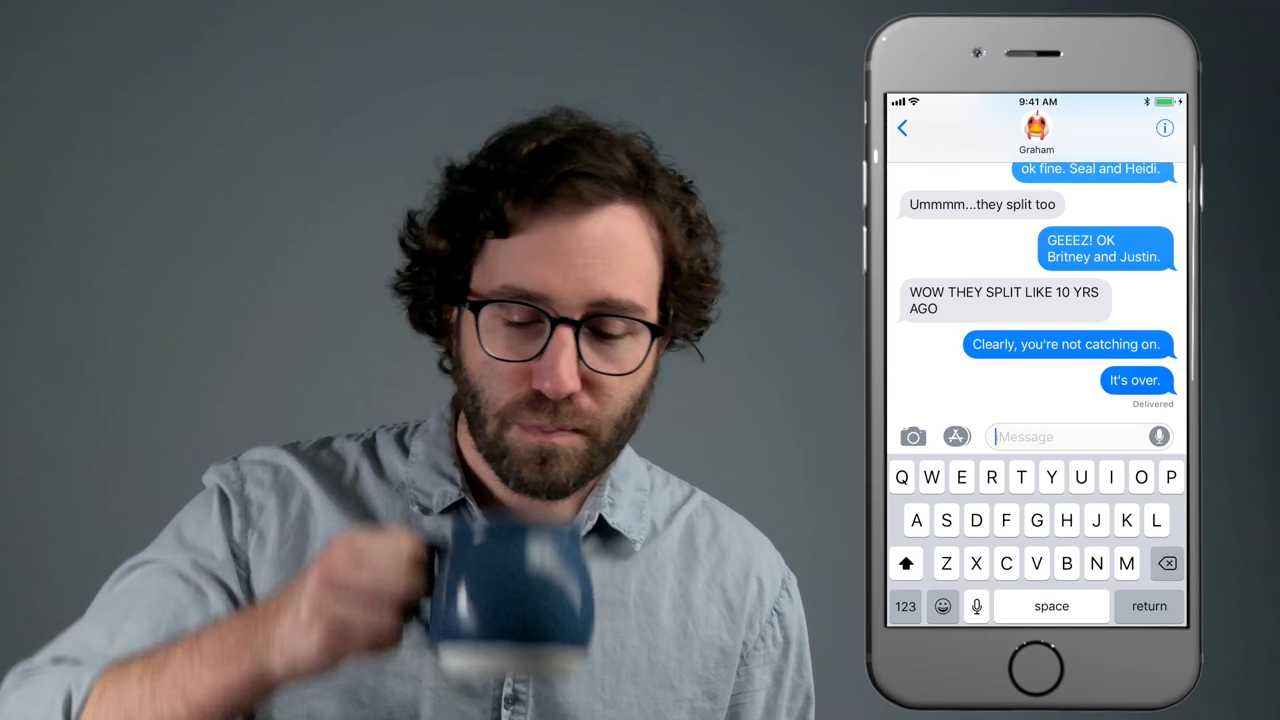 9:41 AM
Graham
ok fine. Seal and Heidi.
Ummmm...they split too
GEEEZ! OK
Britney and Justin.
WOW THEY SPLIT LIKE 10 YRS
AGO
Clearly, you're not catching on.
It's over.
Delivered
Message
Q W E R T Y U I O P
A S D F G H J K L
Z X C V B N M
123 space return